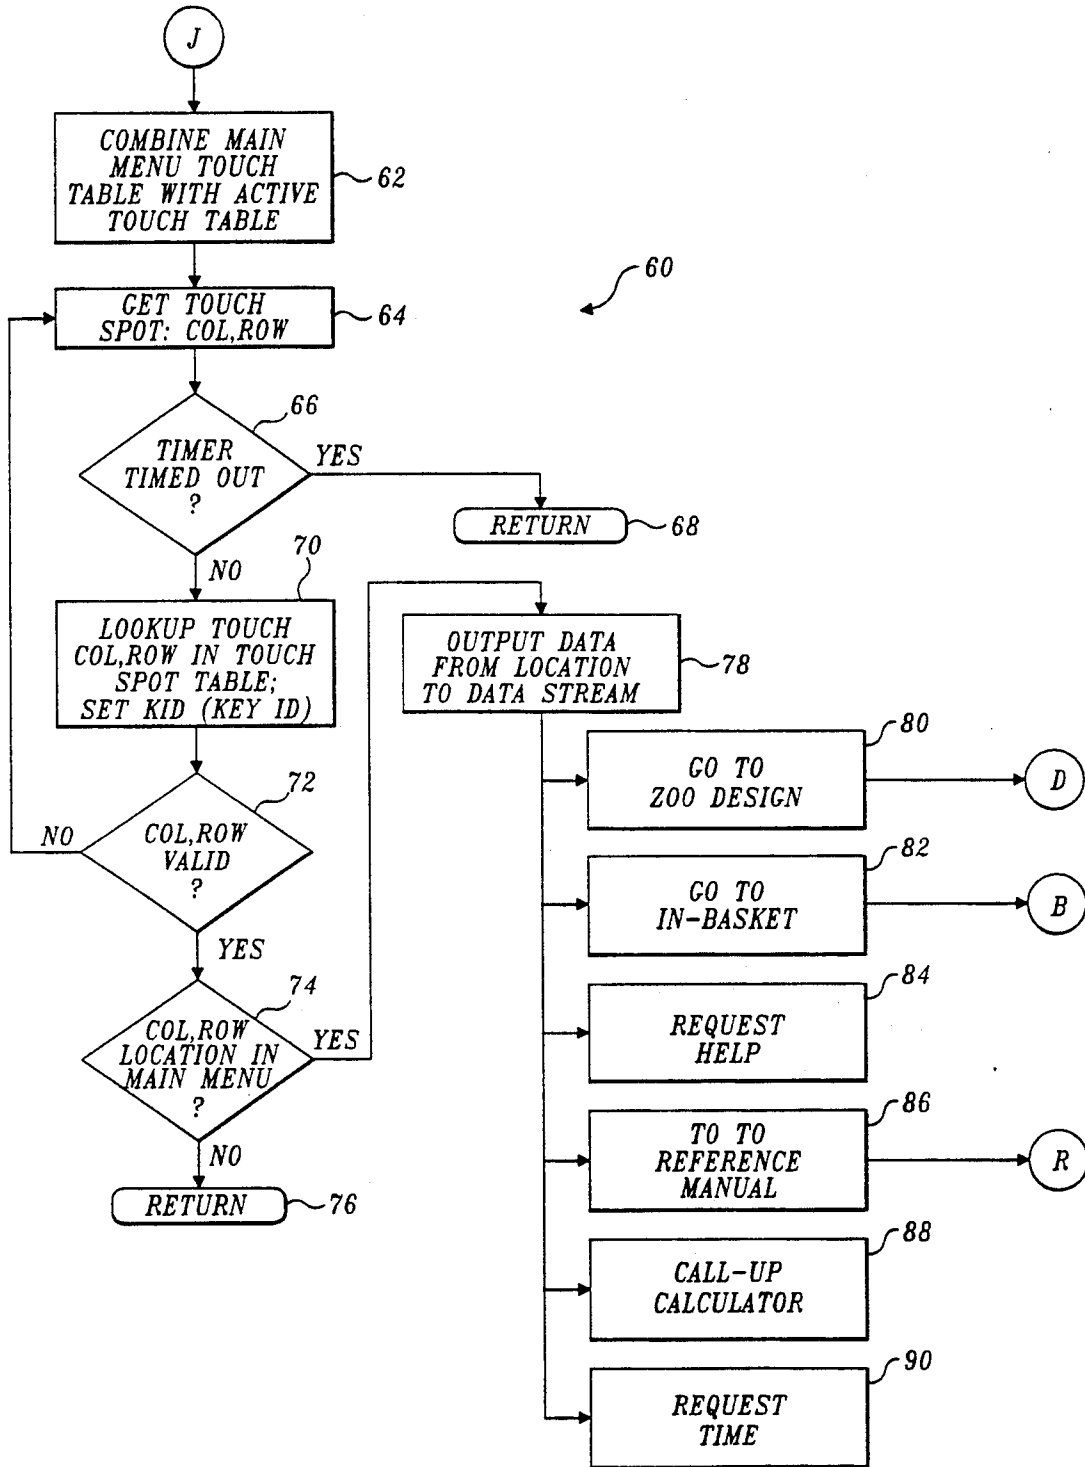 J
COMBINE MAIN
MENU TOUCH
TABLE WITH ACTIVE
TOUCH TABLE
62
60
GET TOUCH
SPOT: COL,ROW
64
66
TIMER
TIMED OUT
?
YES
RETURN
68
NO
70
LOOKUP TOUCH
COL,ROW IN TOUCH
SPOT TABLE;
SET KID (KEY ID)
72
COL,ROW
VALID
?
NO
YES
74
COL,ROW
LOCATION IN
MAIN MENU
?
YES
NO
RETURN
76
OUTPUT DATA
FROM LOCATION
TO DATA STREAM
78
80
GO TO
ZOO DESIGN
D
82
GO TO
IN-BASKET
B
84
REQUEST
HELP
86
TO TO
REFERENCE
MANUAL
R
88
CALL-UP
CALCULATOR
90
REQUEST
TIME